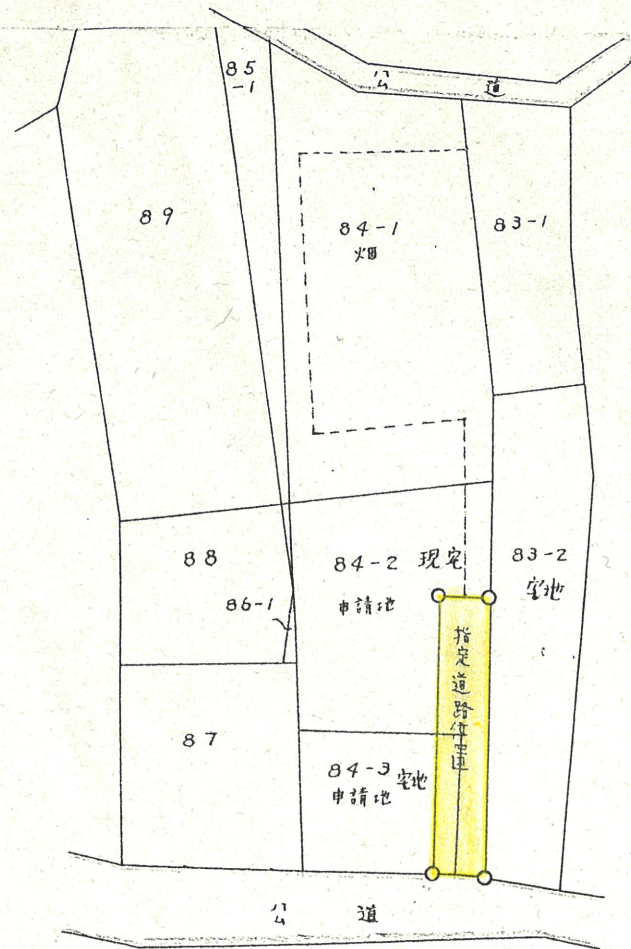 公道
85
-1
89
84-1
畑
83-1
88
84-2 現宅
申請地
83-2
宅地
86-1
指定道路位置
87
84-3 宅地
申請地
公道